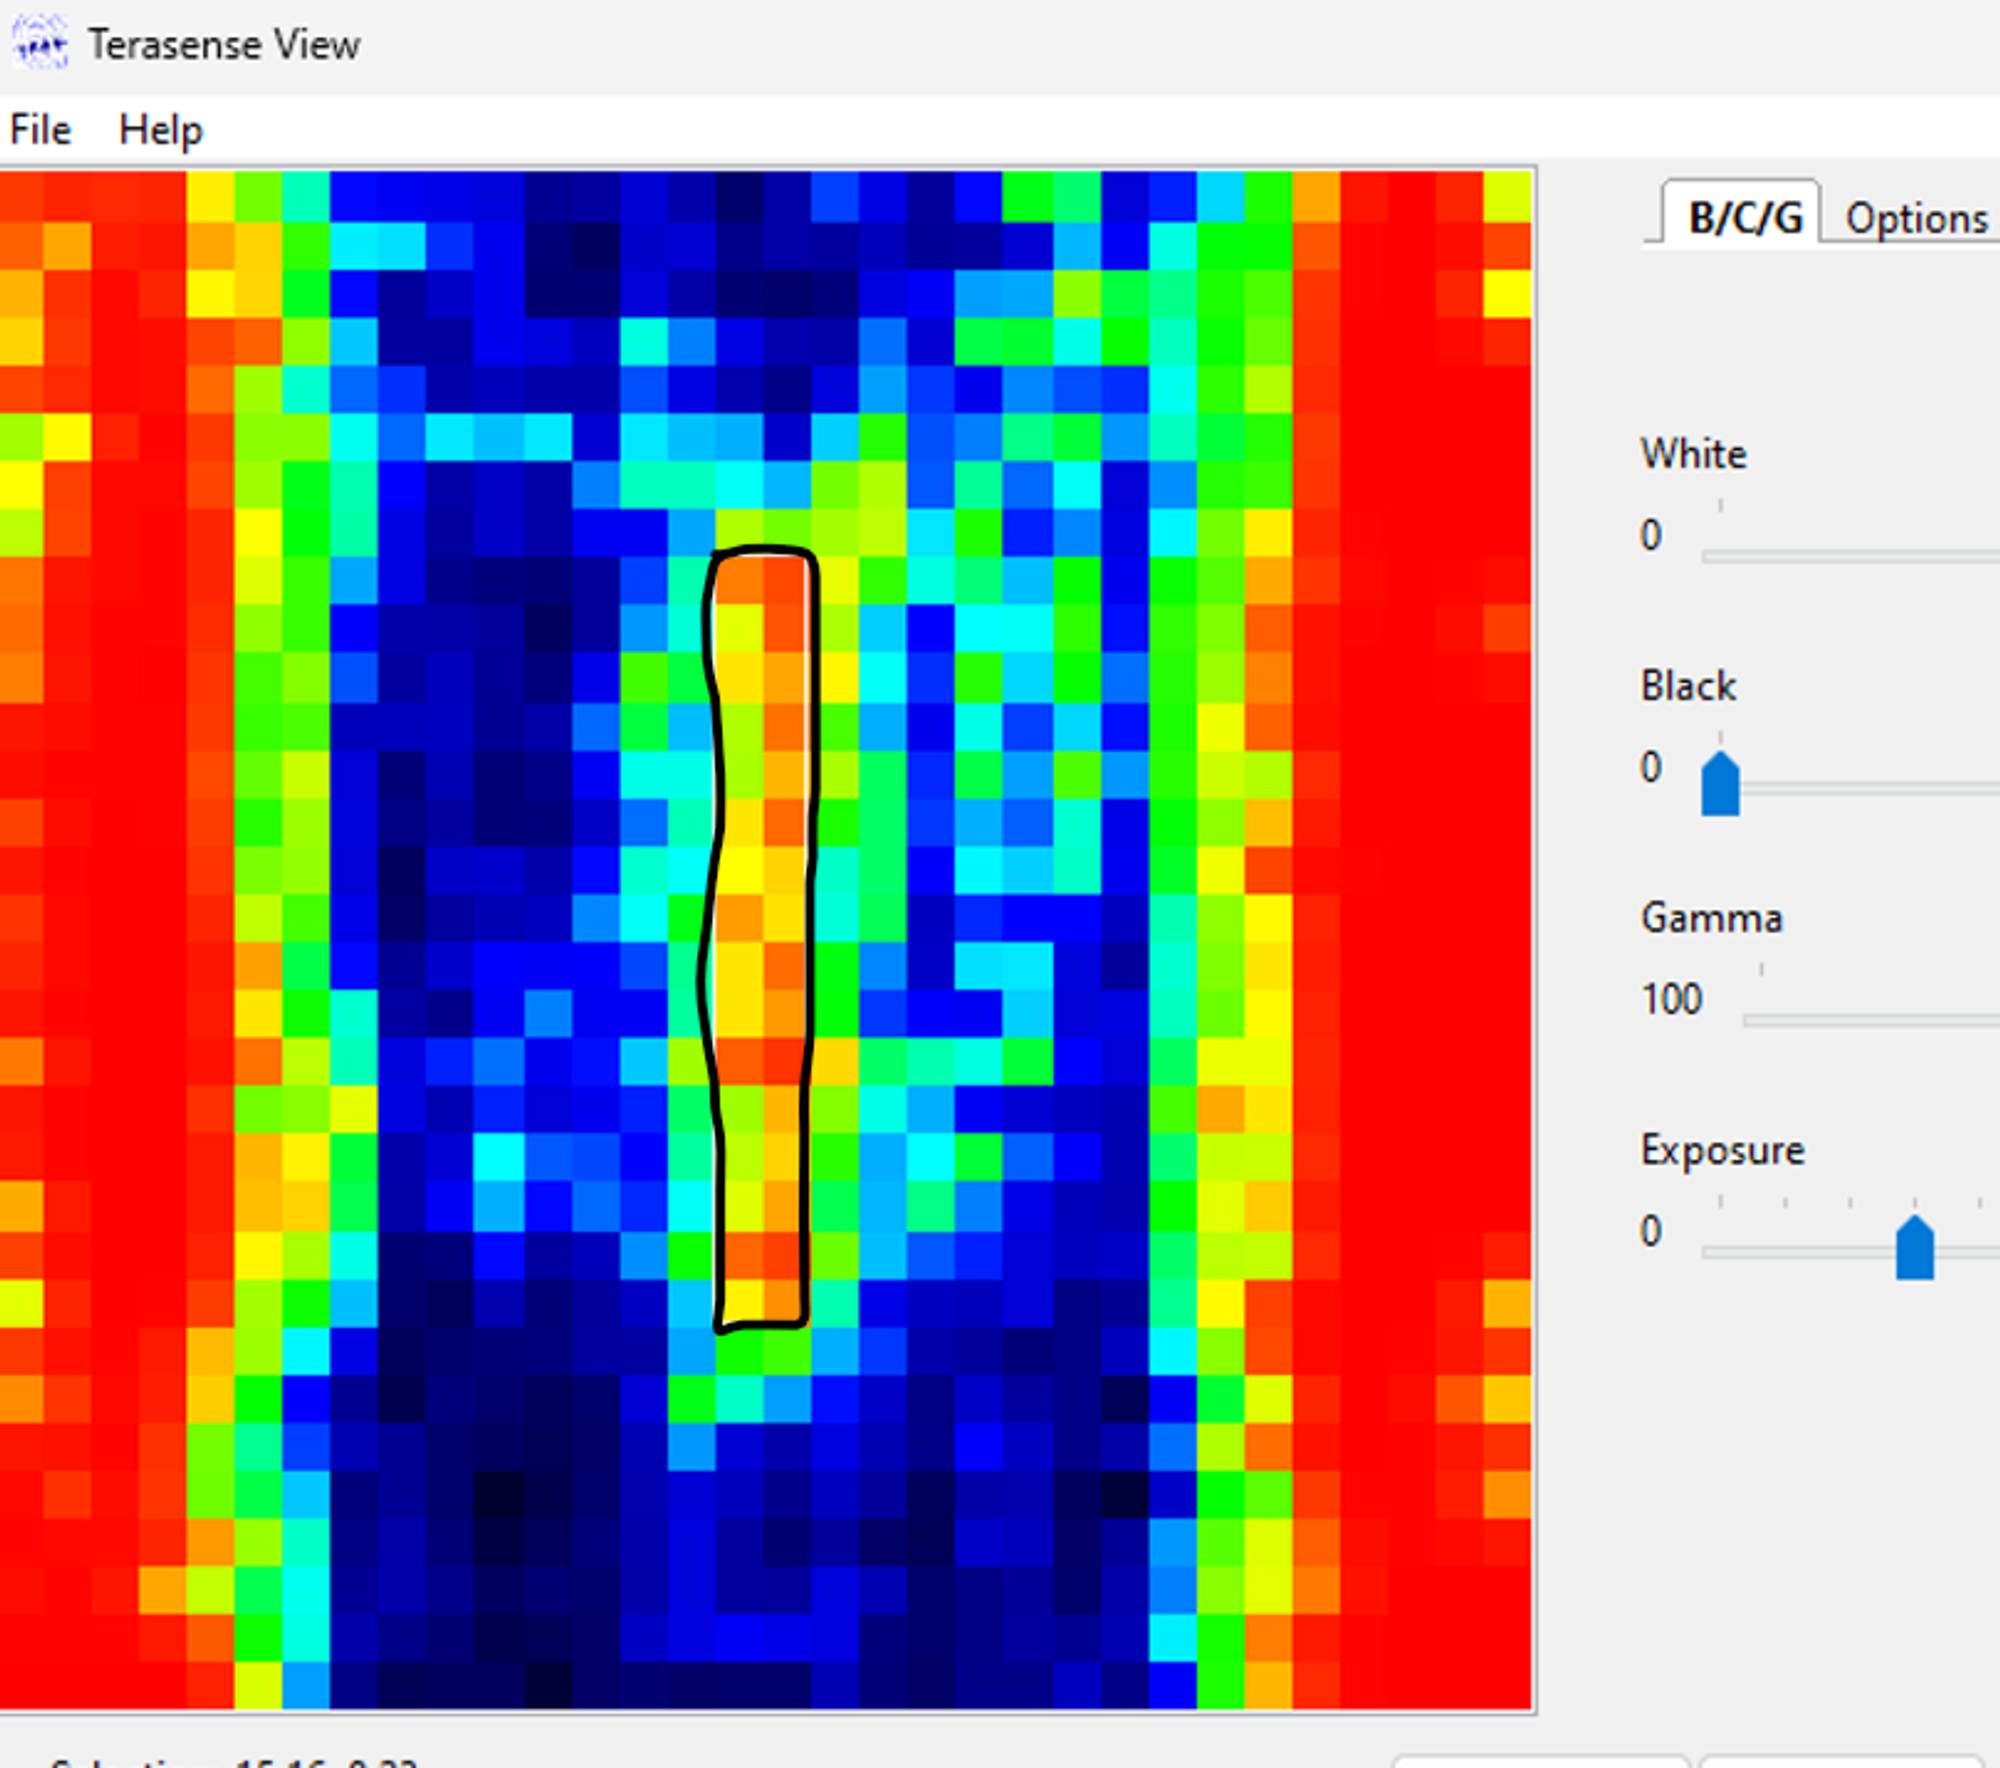 Terasense View
File Help
B/C/G Options
White
0
Black
0
Gamma
100
Exposure
0